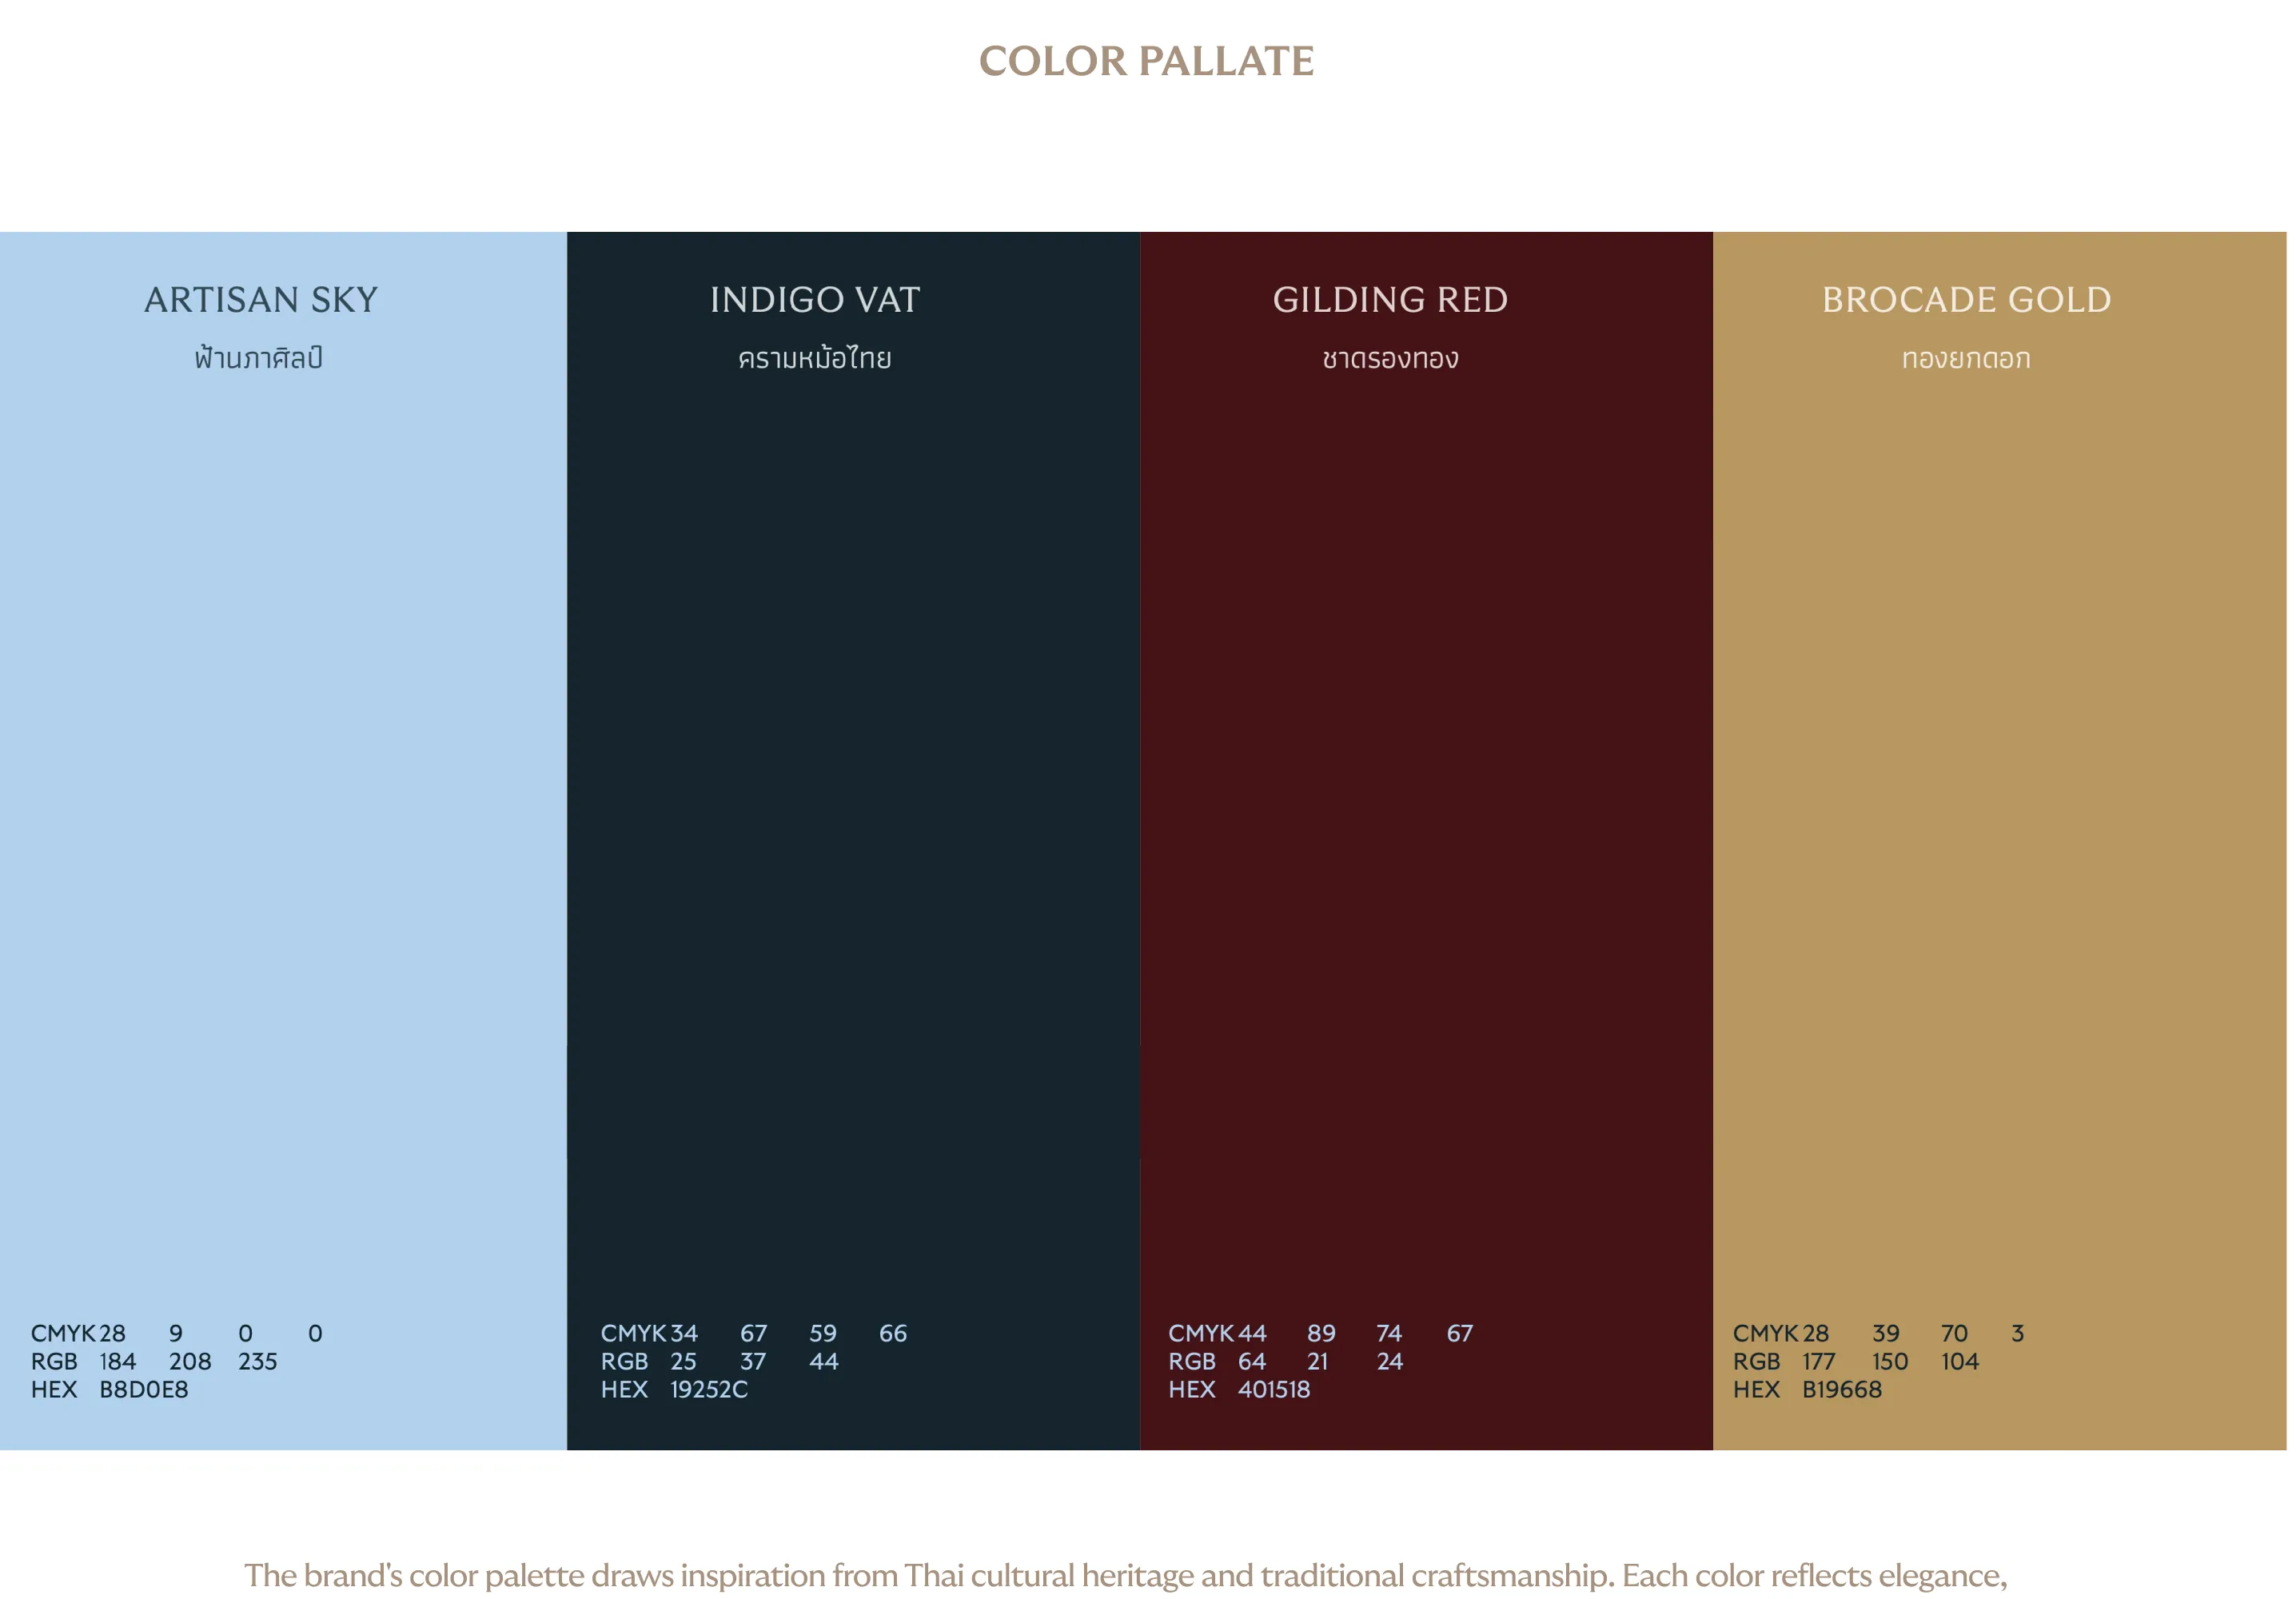 COLOR PALLATE
ARTISAN SKY
ฟ้านภาศิลป์
CMYK 28 9 0 0
RGB 184 208 235
HEX B8D0E8
INDIGO VAT
ครามหม้อไทย
CMYK 34 67 59 66
RGB 25 37 44
HEX 19252C
GILDING RED
ชาดรองทอง
CMYK 44 89 74 67
RGB 64 21 24
HEX 401518
BROCADE GOLD
ทองยกดอก
CMYK 28 39 70 3
RGB 177 150 104
HEX B19668
The brand's color palette draws inspiration from Thai cultural heritage and traditional craftsmanship. Each color reflects elegance,